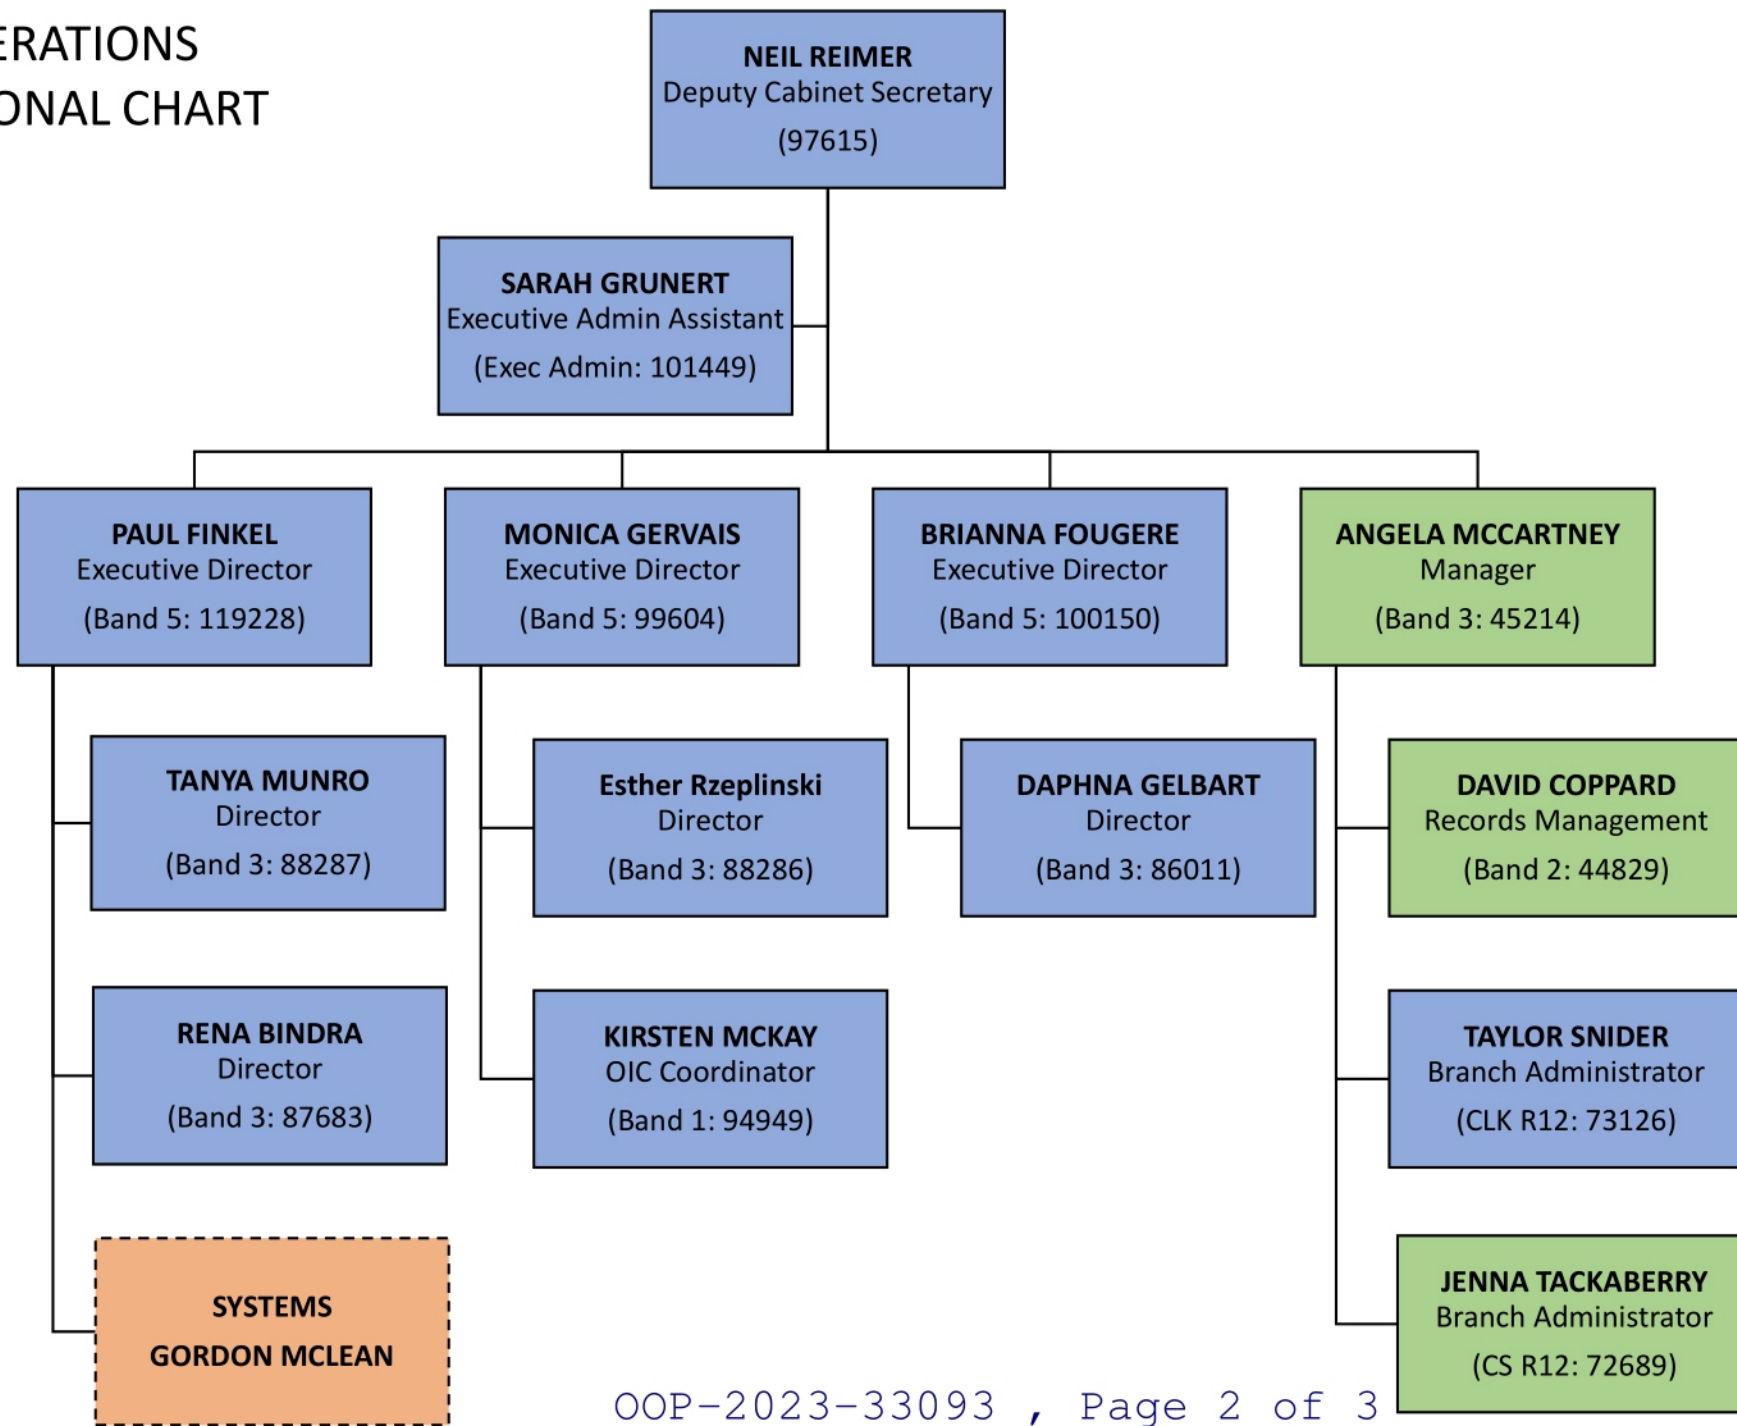 ERATIONS
ONAL CHART
NEIL REIMER
Deputy Cabinet Secretary
(97615)
SARAH GRUNERT
Executive Admin Assistant
(Exec Admin: 101449)
PAUL FINKEL
Executive Director
(Band 5: 119228)
MONICA GERVAIS
Executive Director
(Band 5: 99604)
BRIANNA FOUGERE
Executive Director
(Band 5: 100150)
ANGELA MCCARTNEY
Manager
(Band 3: 45214)
TANYA MUNRO
Director
(Band 3: 88287)
Esther Rzeplinski
Director
(Band 3: 88286)
DAPHNA GELBART
Director
(Band 3: 86011)
DAVID COPPARD
Records Management
(Band 2: 44829)
RENA BINDRA
Director
(Band 3: 87683)
KIRSTEN MCKAY
OIC Coordinator
(Band 1: 94949)
TAYLOR SNIDER
Branch Administrator
(CLK R12: 73126)
SYSTEMS
GORDON MCLEAN
JENNA TACKABERRY
Branch Administrator
(CS R12: 72689)
OOP-2023-33093 , Page 2 of 3